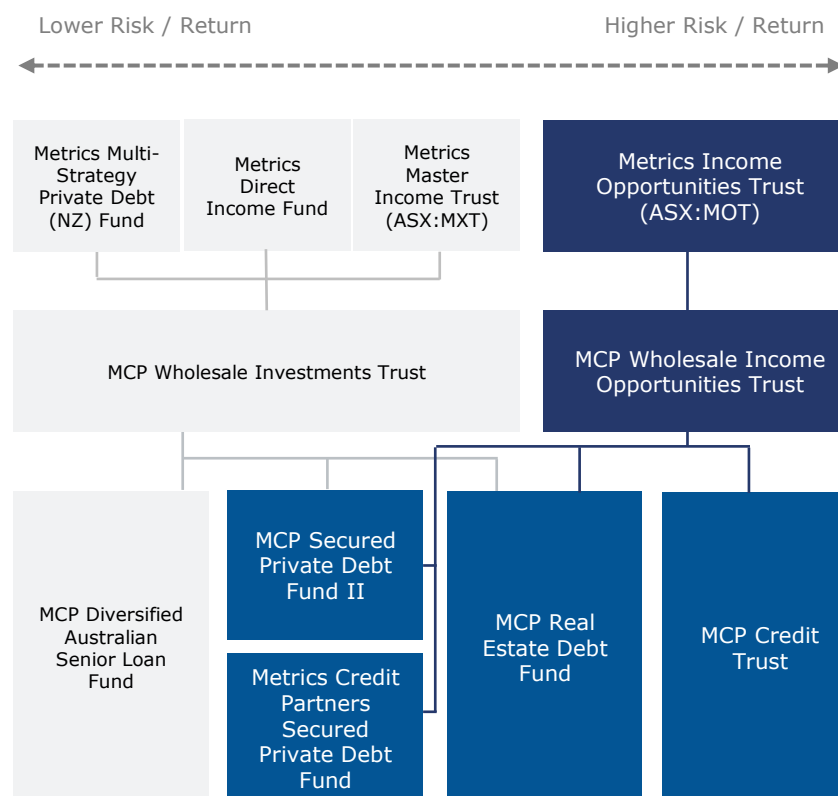 Lower Risk / Return
Higher Risk / Return
Metrics Multi-
Strategy
Private Debt
(NZ) Fund
Metrics
Direct
Income Fund
Metrics
Master
Income Trust
(ASX:MXT)
Metrics Income
Opportunities Trust
(ASX:MOT)
MCP Wholesale Investments Trust
MCP Wholesale Income
Opportunities Trust
MCP Diversified
Australian
Senior Loan
Fund
MCP Secured
Private Debt
Fund II
Metrics Credit
Partners
Secured
Private Debt
Fund
MCP Real
Estate Debt
Fund
MCP Credit
Trust